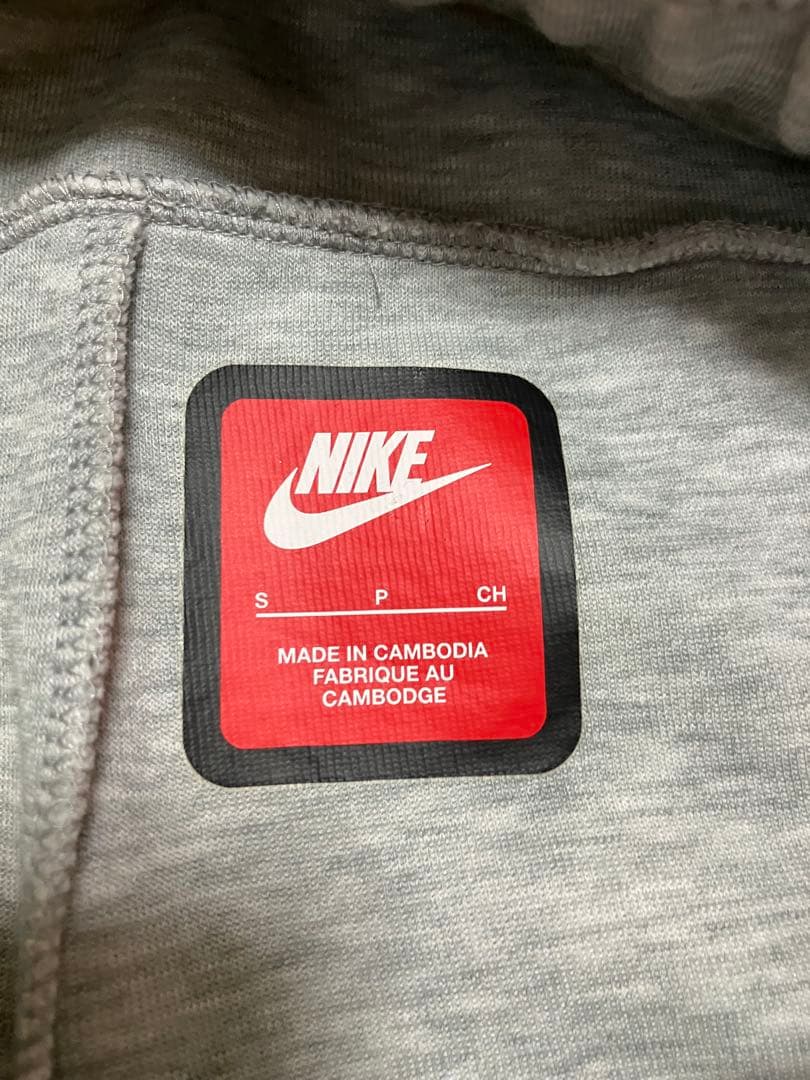 NIKE
S P CH
MADE IN CAMBODIA
FABRIQUE AU
CAMBODGE